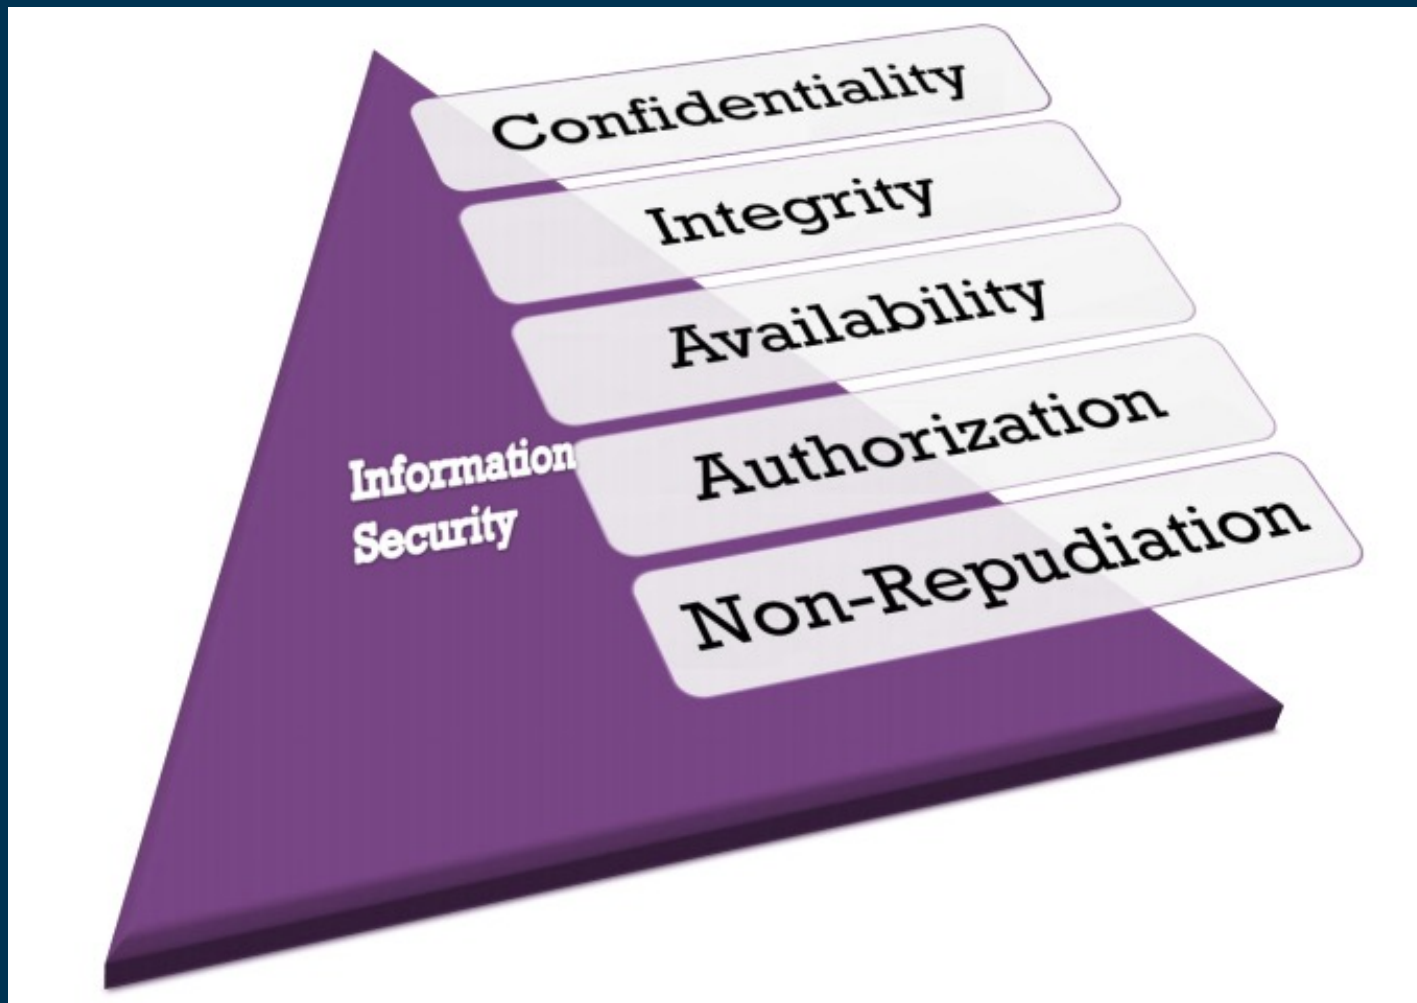 Confidentiality
Integrity
Availability
Authorization
Non-Repudiation
Information
Security